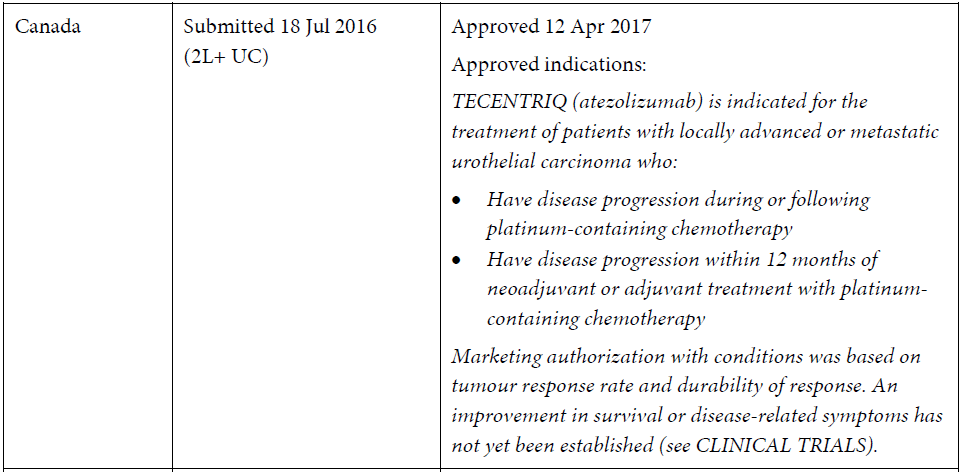 Canada
Submitted 18 Jul 2016
(2L+ UC)
Approved 12 Apr 2017
Approved indications:
TECENTRIQ (atezolizumab) is indicated for the
treatment of patients with locally advanced or metastatic
urothelial carcinoma who:
• Have disease progression during or following
platinum-containing chemotherapy
• Have disease progression within 12 months of
neoadjuvant or adjuvant treatment with platinum-
containing chemotherapy
Marketing authorization with conditions was based on
tumour response rate and durability of response. An
improvement in survival or disease-related symptoms has
not yet been established (see CLINICAL TRIALS).